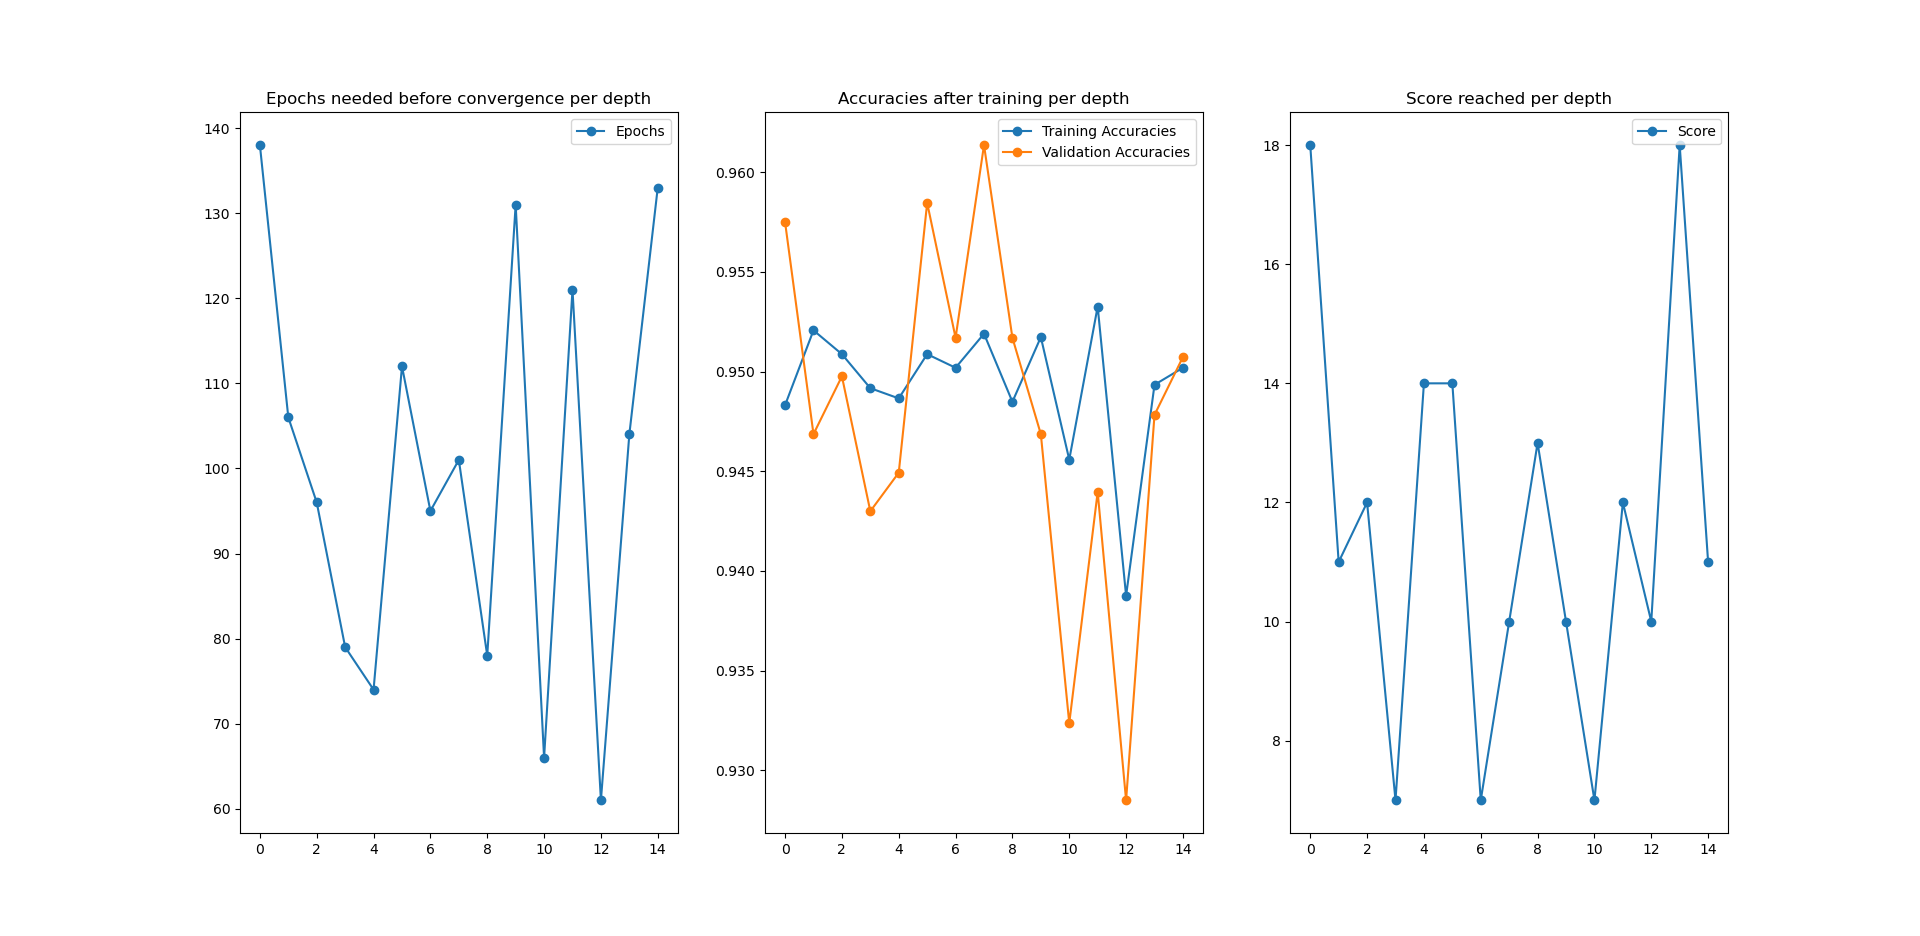 Epochs needed before convergence per depth
Epochs
140
130
120
110
100
90
80
70
60
0 2 4 6 8 10 12 14
Accuracies after training per depth
Training Accuracies
Validation Accuracies
0.960
0.955
0.950
0.945
0.940
0.935
0.930
0 2 4 6 8 10 12 14
Score reached per depth
Score
18
16
14
12
10
8
0 2 4 6 8 10 12 14